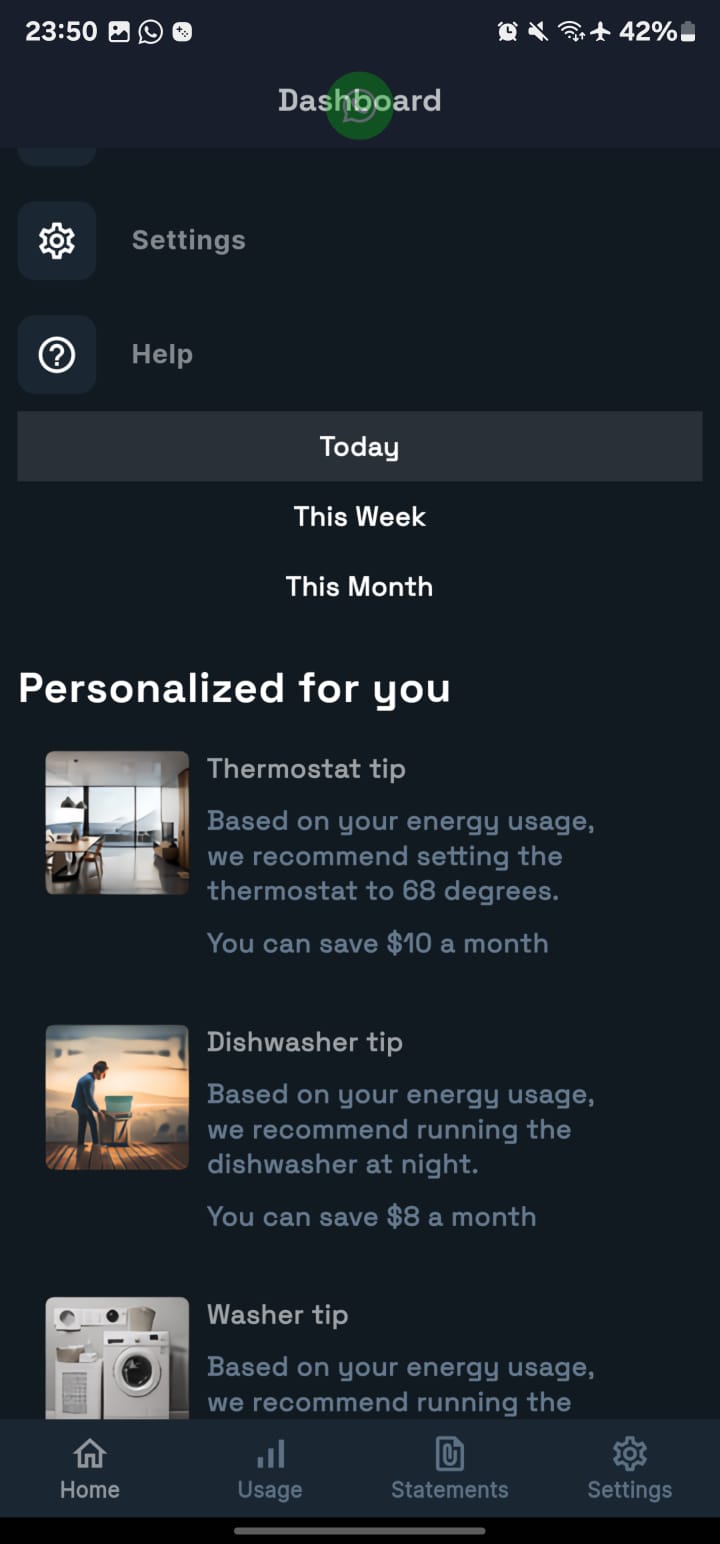 23:50
42%
Dashboard
Settings
Help
Today
This Week
This Month
Personalized for you
Thermostat tip
Based on your energy usage,
we recommend setting the
thermostat to 68 degrees.
You can save $10 a month
Dishwasher tip
Based on your energy usage,
we recommend running the
dishwasher at night.
You can save $8 a month
Washer tip
Based on your energy usage,
we recommend running the
Home
Usage
Statements
Settings